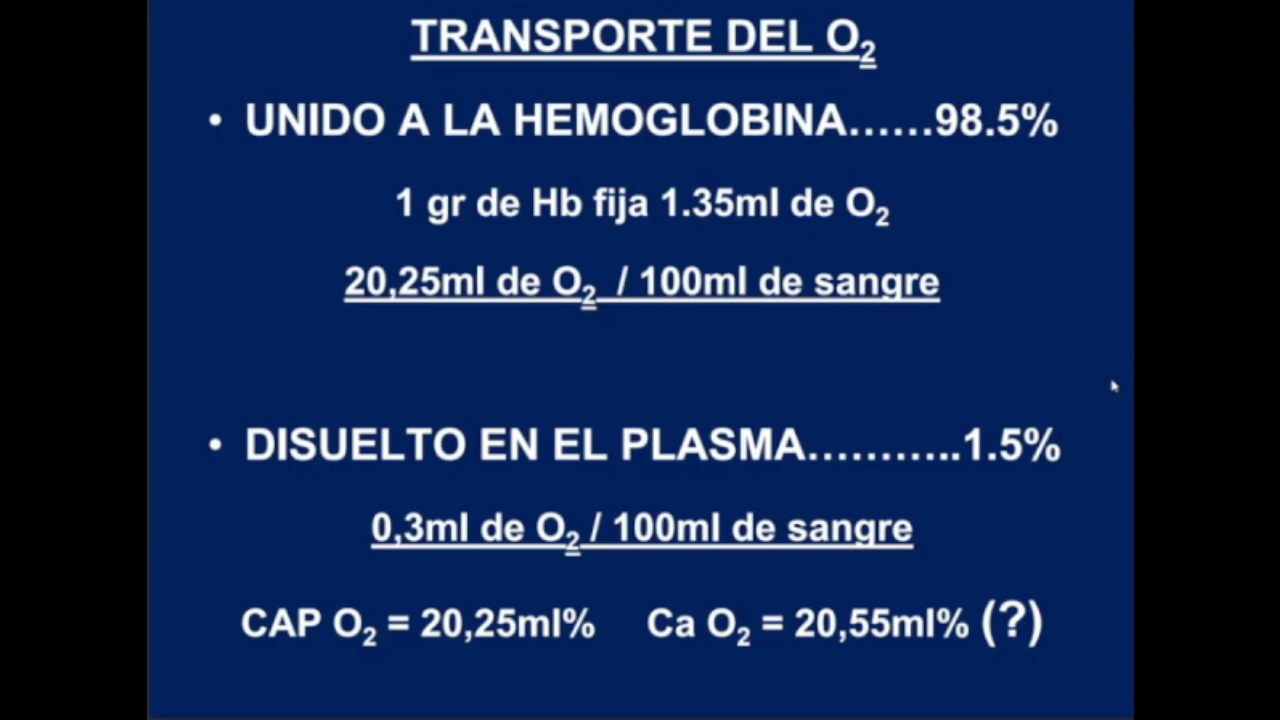 TRANSPORTE DEL O₂
• UNIDO A LA HEMOGLOBINA……98.5%
1 gr de Hb fija 1.35ml de O₂
20,25ml de O₂ / 100ml de sangre
• DISUELTO EN EL PLASMA………..1.5%
0,3ml de O₂ / 100ml de sangre
CAP O₂ = 20,25ml% Ca O₂ = 20,55ml% (?)